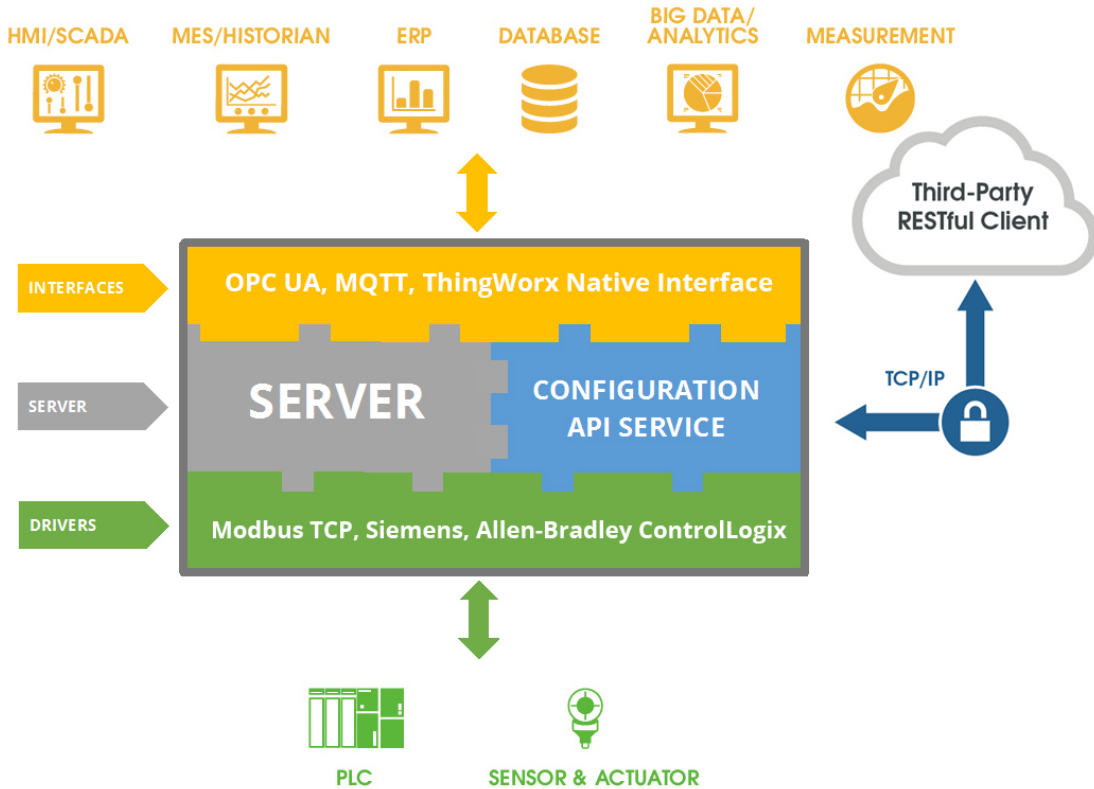 HMI/SCADA
MES/HISTORIAN
ERP
DATABASE
BIG DATA/
ANALYTICS
MEASUREMENT
Third-Party
RESTful Client
INTERFACES
OPC UA, MQTT, ThingWorx Native Interface
SERVER
SERVER
CONFIGURATION
API SERVICE
TCP/IP
DRIVERS
Modbus TCP, Siemens, Allen-Bradley ControlLogix
PLC
SENSOR & ACTUATOR